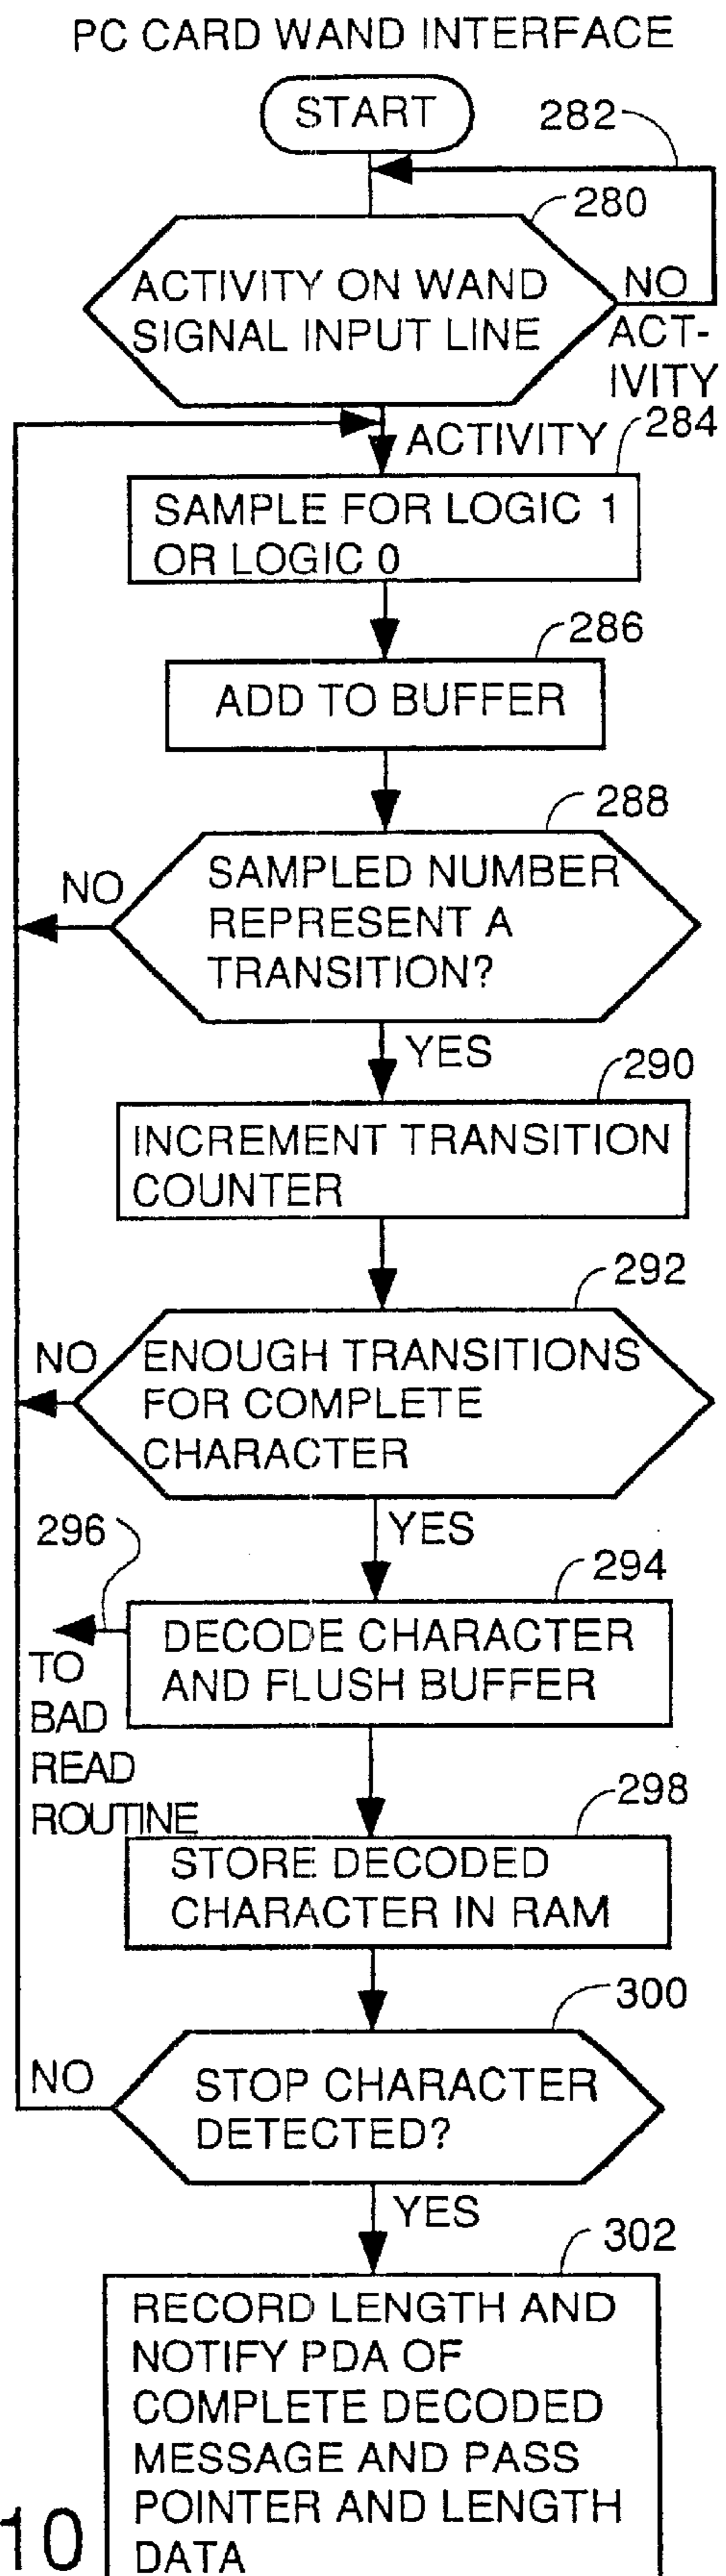 PC CARD WAND INTERFACE
START
282
280
ACTIVITY ON WAND
SIGNAL INPUT LINE
NO
ACT-
IVITY
ACTIVITY
284
SAMPLE FOR LOGIC 1
OR LOGIC 0
286
ADD TO BUFFER
288
NO
SAMPLED NUMBER
REPRESENT A
TRANSITION?
YES
290
INCREMENT TRANSITION
COUNTER
292
NO
ENOUGH TRANSITIONS
FOR COMPLETE
CHARACTER
YES
296
294
DECODE CHARACTER
AND FLUSH BUFFER
TO
BAD
READ
ROUTINE
298
STORE DECODED
CHARACTER IN RAM
300
NO
STOP CHARACTER
DETECTED?
YES
302
RECORD LENGTH AND
NOTIFY PDA OF
COMPLETE DECODED
MESSAGE AND PASS
POINTER AND LENGTH
DATA
10